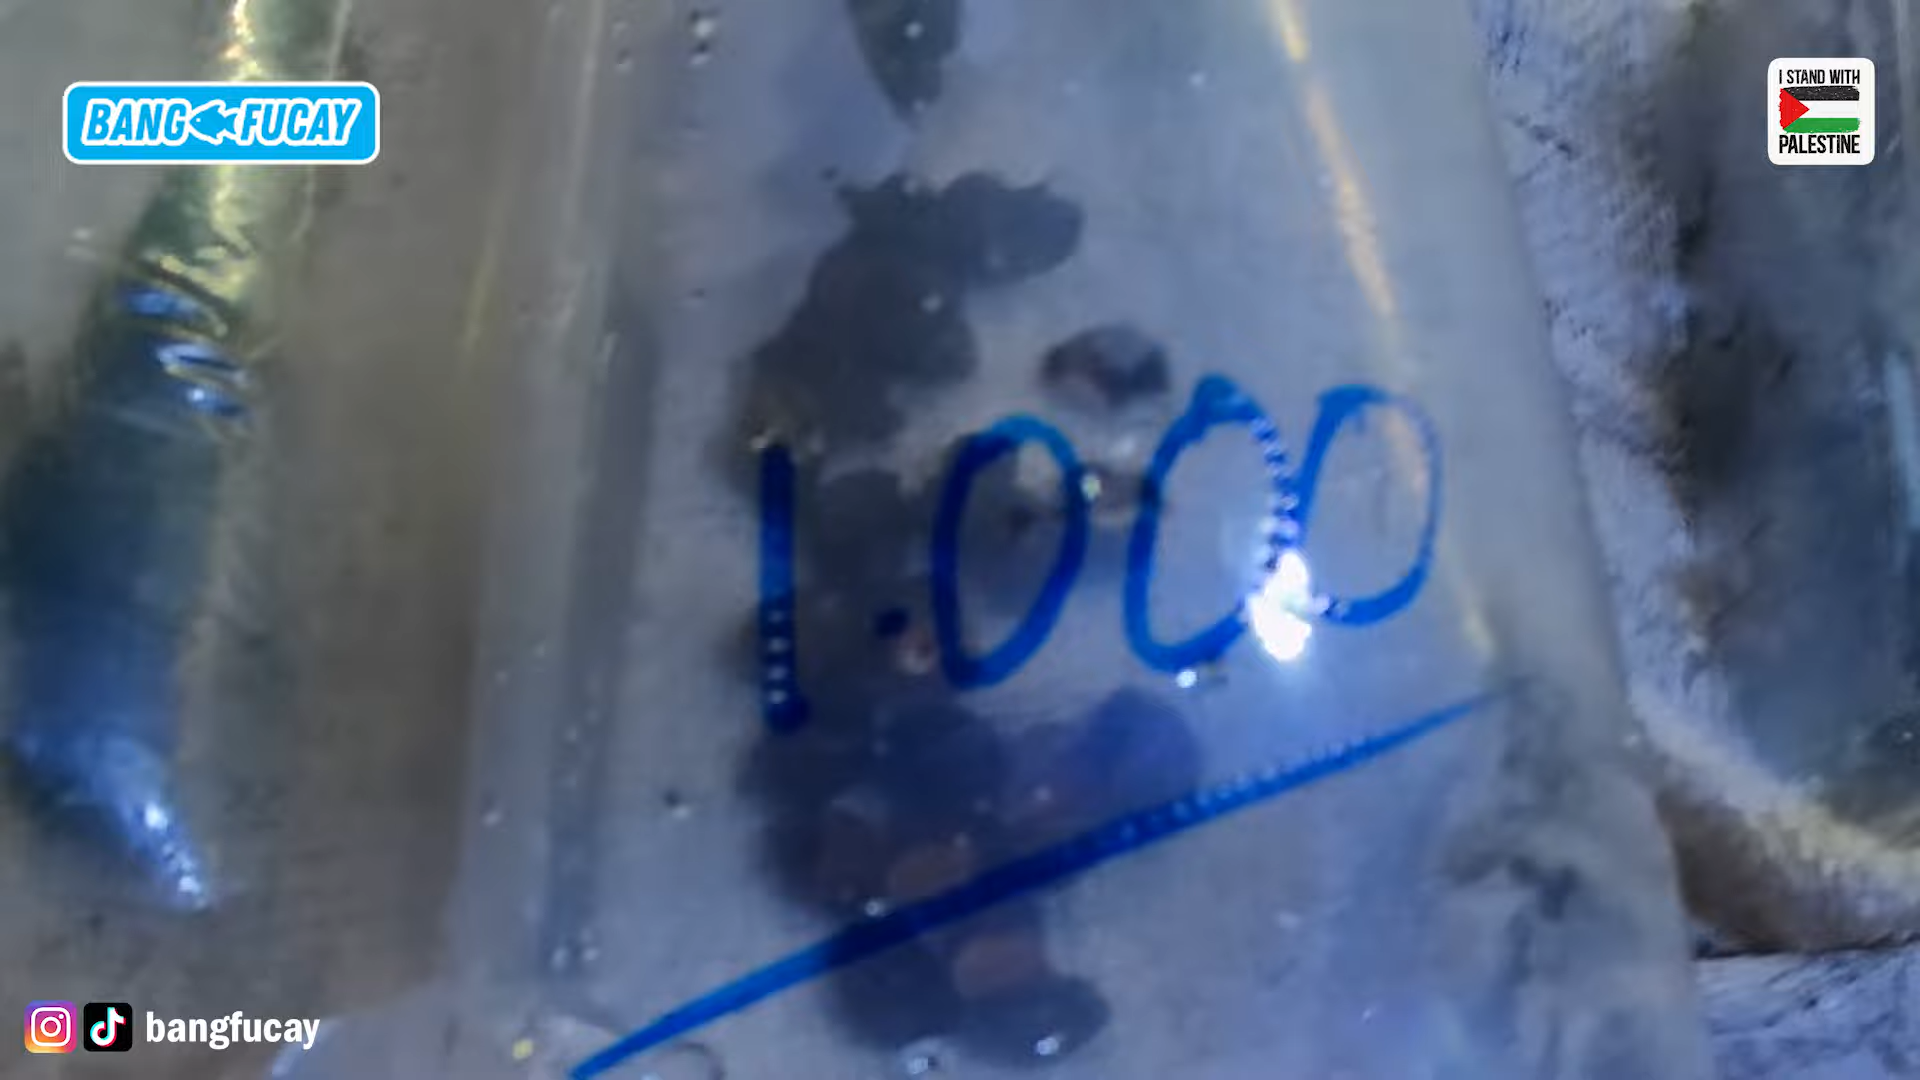 BANG FUCAY
I STAND WITH
PALESTINE
1.000
bangfucay